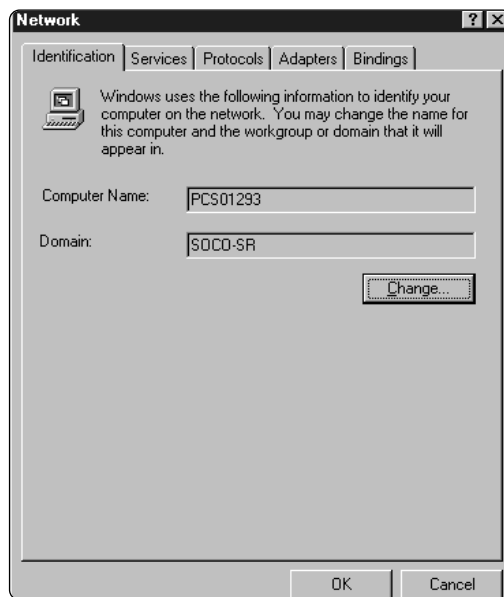 Network
Identification Services Protocols Adapters Bindings
Windows uses the following information to identify your
computer on the network. You may change the name for
this computer and the workgroup or domain that it will
appear in.
Computer Name: PCS01293
Domain: SOCO-SR
Change...
OK Cancel